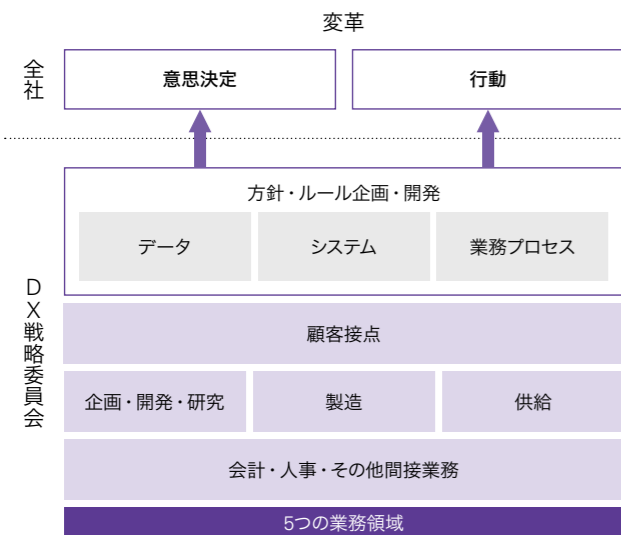 変革
全社
意思決定
行動
方針・ルール企画・開発
データ
システム
業務プロセス
DX戦略委員会
顧客接点
企画・開発・研究
製造
供給
会計・人事・その他間接業務
5つの業務領域